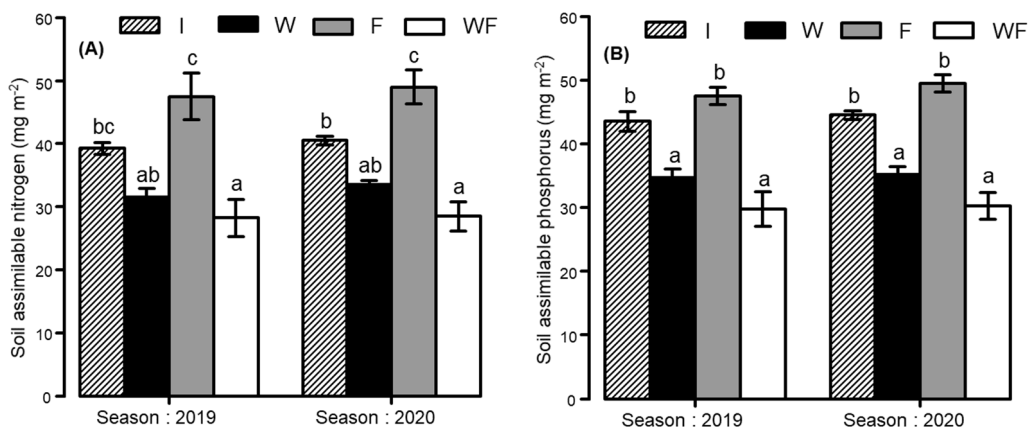 (A)
I W F WF
Soil assimilable nitrogen (mg m⁻²)
60
50
40
30
20
10
0
bc ab c a
b ab c a
Season : 2019 Season : 2020
(B)
I W F WF
Soil assimilable phosphorus (mg m⁻²)
60
50
40
30
20
10
0
b a b a
b a b a
Season : 2019 Season : 2020